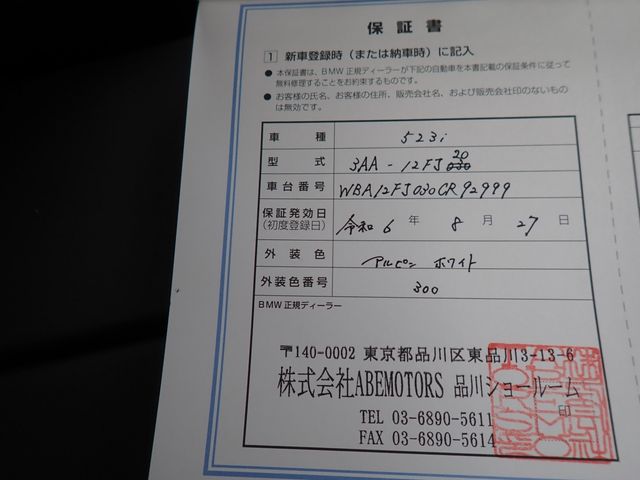 保証書
1 新車登録時（または納車時）に記入
● 本保証書は、BMW 正規ディーラーが下記の自動車を本書記載の保証条件に従って
無料修理することをお約束するものです。
● お客様の氏名、お客様の住所、販売会社名、および販売会社印のないもの
は無効です。
車種 523i
型式 3AA-12FJ20
車台番号 WBA12FJ030CR92999
保証発効日 令和6年8月27日
（初度登録日）
外装色 アルピンホワイト
外装色番号 300
BMW 正規ディーラー
〒140-0002 東京都品川区東品川3-13-6
株式会社ABEMOTORS 品川ショールーム
印
TEL 03-6890-5611
FAX 03-6890-5614